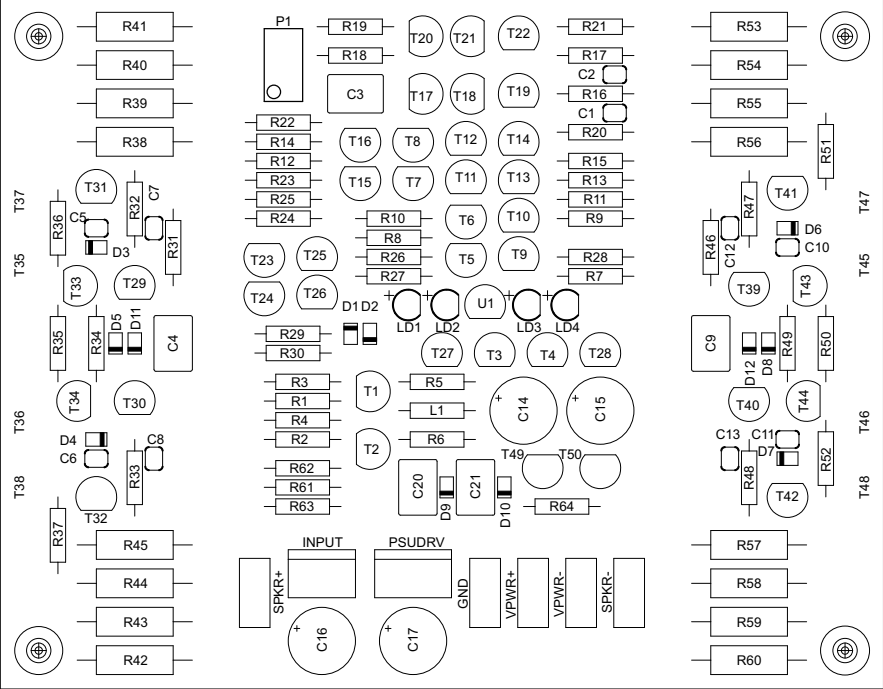 R41 P1 R19 T20 T21 T22 R21 R53
R40 R18 R17 R54
C2
R39 C3 T17 T18 T19 R16 R55
C1
R22 R20
R38 R14 T16 T8 T12 T14 R56 R51
R12 R15
T31 R23 T15 T7 T11 T13 R13 T41
T37 R32 C7 R25 R11 R47 T47
R36 C5 R31 R24 R10 T6 T10 R9 R46 C12 D6
D3 R8 C10
T35 T23 T25 R26 T5 T9 R28 T45
T33 T29 R27 R7 T39 T43
T24 T26 D1 D2 + LD1 + LD2 U1 + LD3 + LD4
R35 R34 D5 D11 C4 R29 C9 D12 D8 R49 R50
R30 T27 T3 T4 T28
R3 T1 R5
T34 T30 R1 L1 + C14 + C15 T40 T44
T36 R4 T46
D4 R2 T2 R6 C13 C11
C6 C8 T49 T50 D7 R52
T38 R33 R62 C20 C21 R48 T48
R61 D9 D10
T32 R63 R64 T42
R37
R45 INPUT PSUDRV R57
R44 SPKR+ GND VPWR+ VPWR- SPKR- R58
R43 + C16 + C17 R59
R42 R60